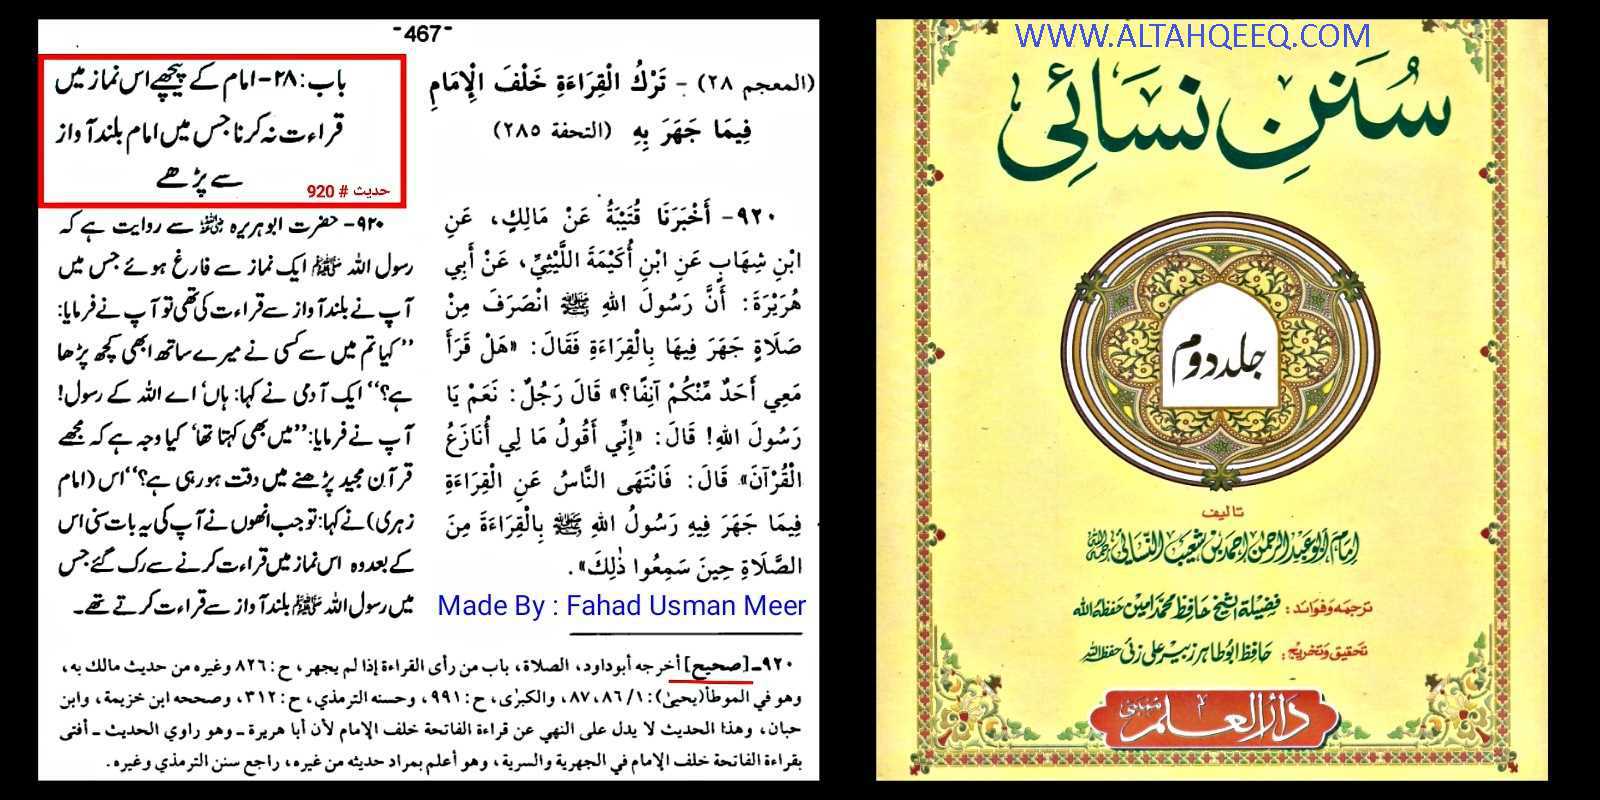 -467-
باب: ۲۸- امام کے پیچھے اس نماز میں
قراءت نہ کرنا جس میں امام بلند آواز
سے پڑھے
حدیث # 920
۹۲۰- حضرت ابوہریرہ ؓ سے روایت ہے کہ
رسول اللہ ﷺ ایک نماز سے فارغ ہوئے جس میں
آپ نے بلند آواز سے قراءت کی تھی تو آپ نے فرمایا:
’’کیا تم میں سے کسی نے میرے ساتھ ابھی کچھ پڑھا
ہے؟‘‘ ایک آدمی نے کہا: ہاں‘ اے اللہ کے رسول!
آپ نے فرمایا: ’’میں بھی کہتا تھا‘ کیا وجہ ہے کہ مجھے
قرآن مجید پڑھنے میں دقت ہو رہی ہے؟‘‘ اس (امام
زہری) نے کہا: تو جب انھوں نے آپ کی یہ بات سنی اس
کے بعد وہ اس نماز میں قراءت کرنے سے رک گئے جس
میں رسول اللہ ﷺ بلند آواز سے قراءت کرتے تھے۔
(المعجم ٢٨) - تَرْكُ الْقِرَاءَةِ خَلْفَ الْإِمَامِ
فِيمَا جَهَرَ بِهِ (التحفة ٢٨٥)
٩٢٠- أَخْبَرَنَا قُتَيْبَةُ عَنْ مَالِكٍ، عَنِ
ابْنِ شِهَابٍ عَنِ ابْنِ أُكَيْمَةَ اللَّيْثِيِّ، عَنْ أَبِي
هُرَيْرَةَ: أَنَّ رَسُولَ اللهِ ﷺ انْصَرَفَ مِنْ
صَلَاةٍ جَهَرَ فِيهَا بِالْقِرَاءَةِ فَقَالَ: «هَلْ قَرَأَ
مَعِي أَحَدٌ مِّنْكُمْ آنِفًا؟» قَالَ رَجُلٌ: نَعَمْ يَا
رَسُولَ اللهِ! قَالَ: «إِنِّي أَقُولُ مَا لِي أُنَازَعُ
الْقُرْآنَ» قَالَ: فَانْتَهَى النَّاسُ عَنِ الْقِرَاءَةِ
فِيمَا جَهَرَ فِيهِ رَسُولُ اللهِ ﷺ بِالْقِرَاءَةِ مِنَ
الصَّلَاةِ حِينَ سَمِعُوا ذٰلِكَ».
Made By : Fahad Usman Meer
٩٢٠ـ [صحيح] أخرجه أبوداود، الصلاة، باب من رأى القراءة إذا لم يجهر، ح: ٨٢٦ وغيره من حديث مالك به،
وهو في الموطأ(يحيىٰ): ١/ ٨٦، ٨٧، والكبرٰى، ح: ٩٩١، وحسنه الترمذي، ح: ٣١٢، وصححه ابن خزيمة، وابن
حبان، وهذا الحديث لا يدل على النهي عن قراءة الفاتحة خلف الإمام لأن أبا هريرة ـ وهو راوي الحديث ـ أفتى
بقراءة الفاتحة خلف الإمام في الجهرية والسرية، وهو أعلم بمراد حديثه من غيره، راجع سنن الترمذي وغيره.
WWW.ALTAHQEEQ.COM
سُنَنِ نسَائی
جلد دوم
تالیف
امام ابو عبد الرحمن احمد بن شعیب النسائی رحمہ اللہ
ترجمہ وفوائد: فضیلۃ الشیخ حافظ محمد امین حفظہ اللہ
تحقیق وتخریج: حافظ ابو طاہر زبیر علی زئی حفظہ اللہ
دار العلم ممبئی